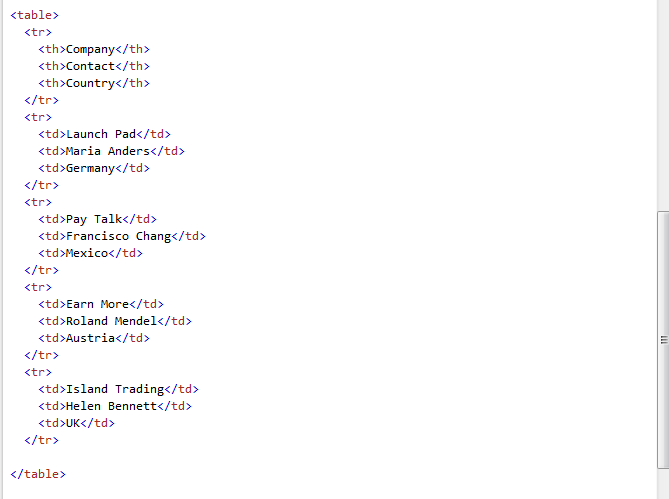 <table>
<tr>
<th>Company</th>
<th>Contact</th>
<th>Country</th>
</tr>
<tr>
<td>Launch Pad</td>
<td>Maria Anders</td>
<td>Germany</td>
</tr>
<tr>
<td>Pay Talk</td>
<td>Francisco Chang</td>
<td>Mexico</td>
</tr>
<tr>
<td>Earn More</td>
<td>Roland Mendel</td>
<td>Austria</td>
</tr>
<tr>
<td>Island Trading</td>
<td>Helen Bennett</td>
<td>UK</td>
</tr>
</table>